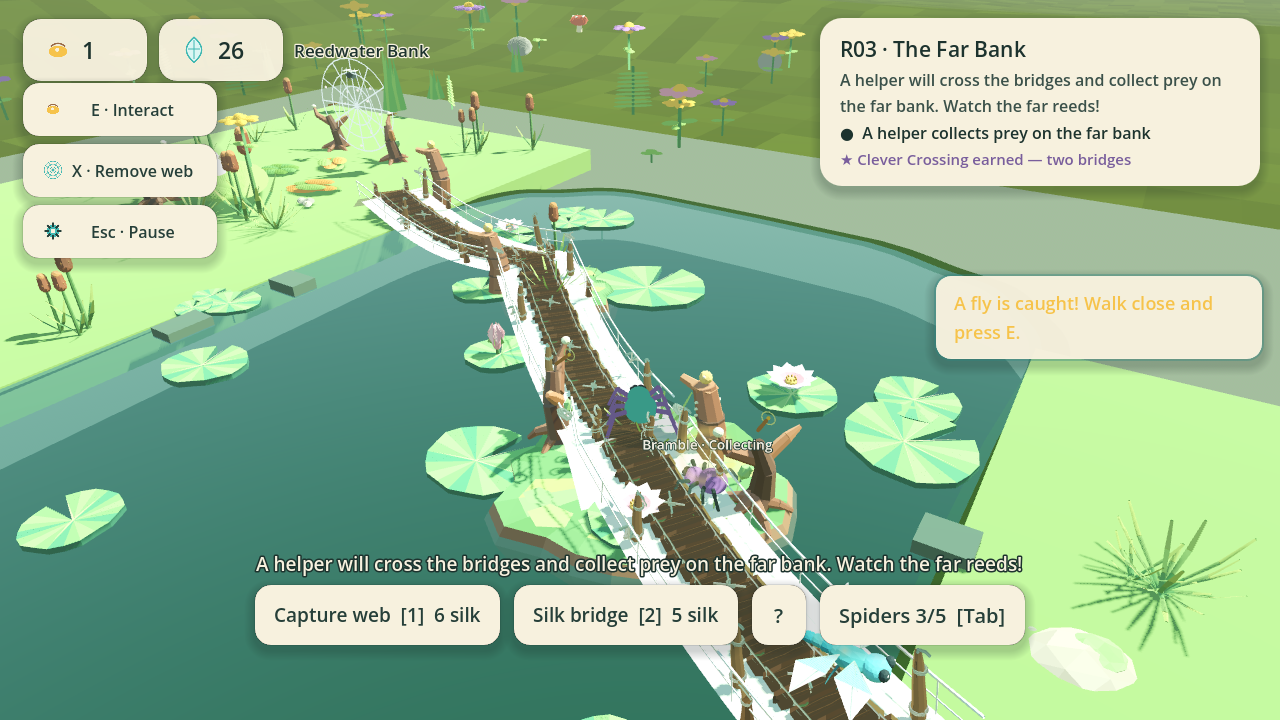 1
26
Reedwater Bank
E · Interact
X · Remove web
Esc · Pause
R03 · The Far Bank
A helper will cross the bridges and collect prey on
the far bank. Watch the far reeds!
● A helper collects prey on the far bank
★ Clever Crossing earned — two bridges
A fly is caught! Walk close and
press E.
Bramble · Collecting
A helper will cross the bridges and collect prey on the far bank. Watch the far reeds!
Capture web [1] 6 silk
Silk bridge [2] 5 silk
?
Spiders 3/5 [Tab]